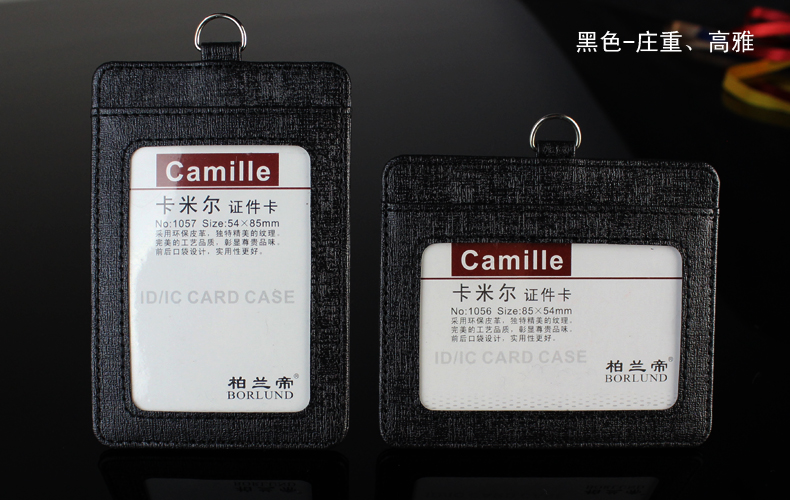 黑色-庄重、高雅
Camille
卡米尔 证件卡
No:1057 Size:54×85mm
采用环保皮革、独特精美的纹理。
完美的工艺品质，彰显尊贵品味。
前后口袋设计，实用性更好。
ID/IC CARD CASE
柏兰帝®
BORLUND
Camille
卡米尔 证件卡
No:1056 Size:85×54mm
采用环保皮革、独特精美的纹理。
完美的工艺品质，彰显尊贵品味。
前后口袋设计，实用性更好。
ID/IC CARD CASE
柏兰帝®
BORLUND